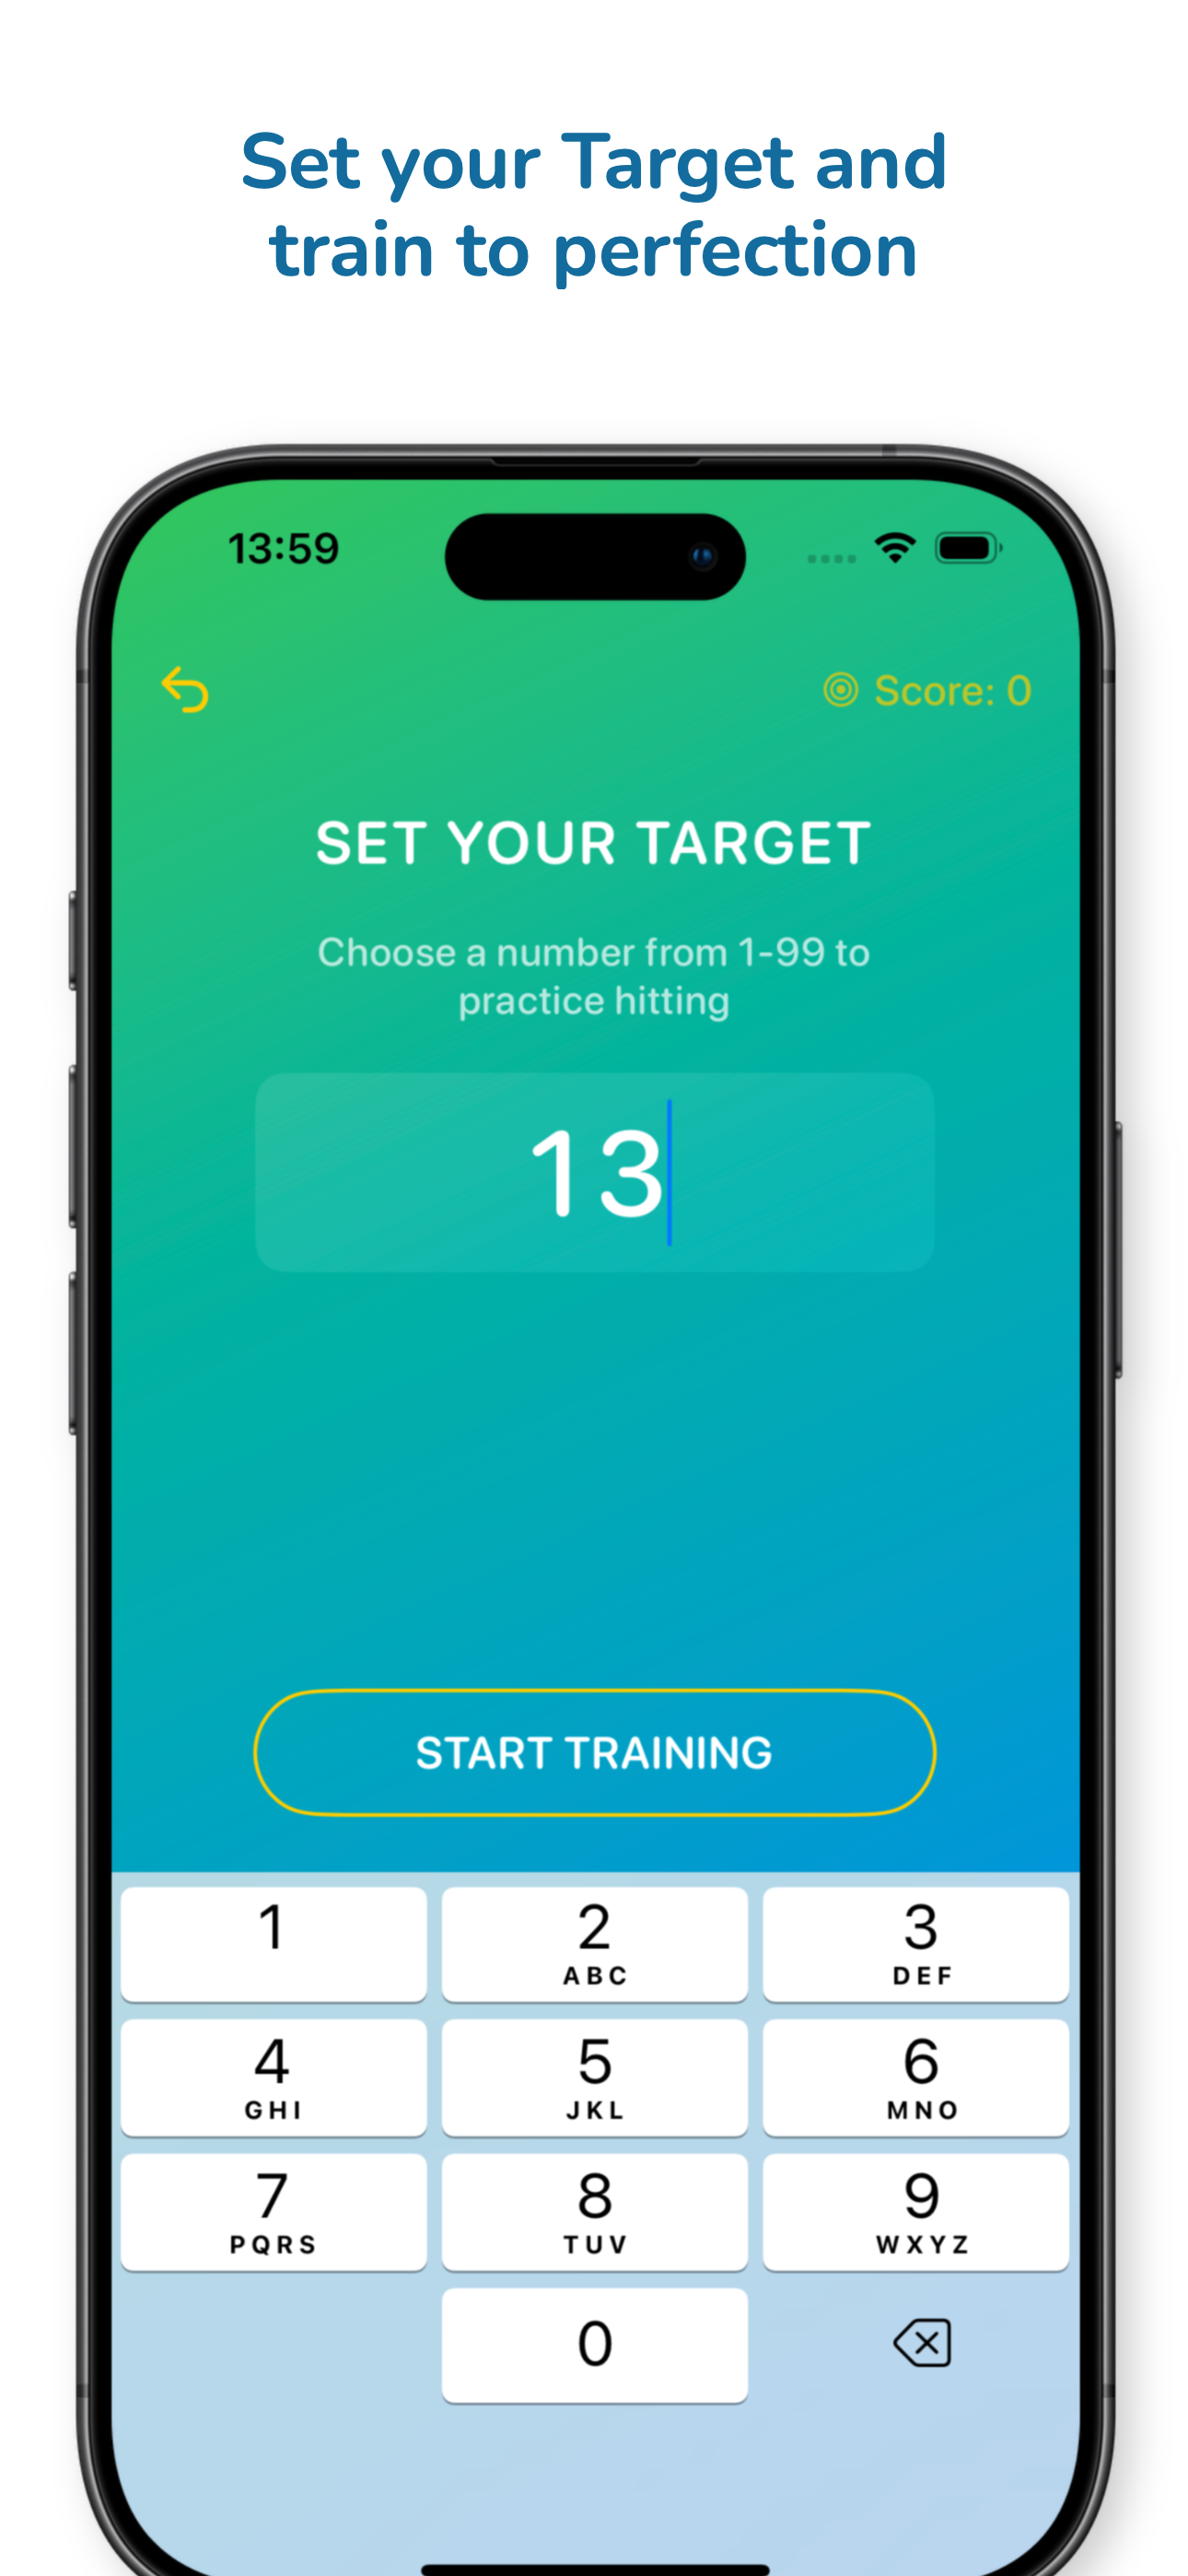 Set your Target and
train to perfection
13:59
Score: 0
SET YOUR TARGET
Choose a number from 1-99 to
practice hitting
13
START TRAINING
1 2 3
ABC DEF
4 5 6
GHI JKL MNO
7 8 9
PQRS TUV WXYZ
0